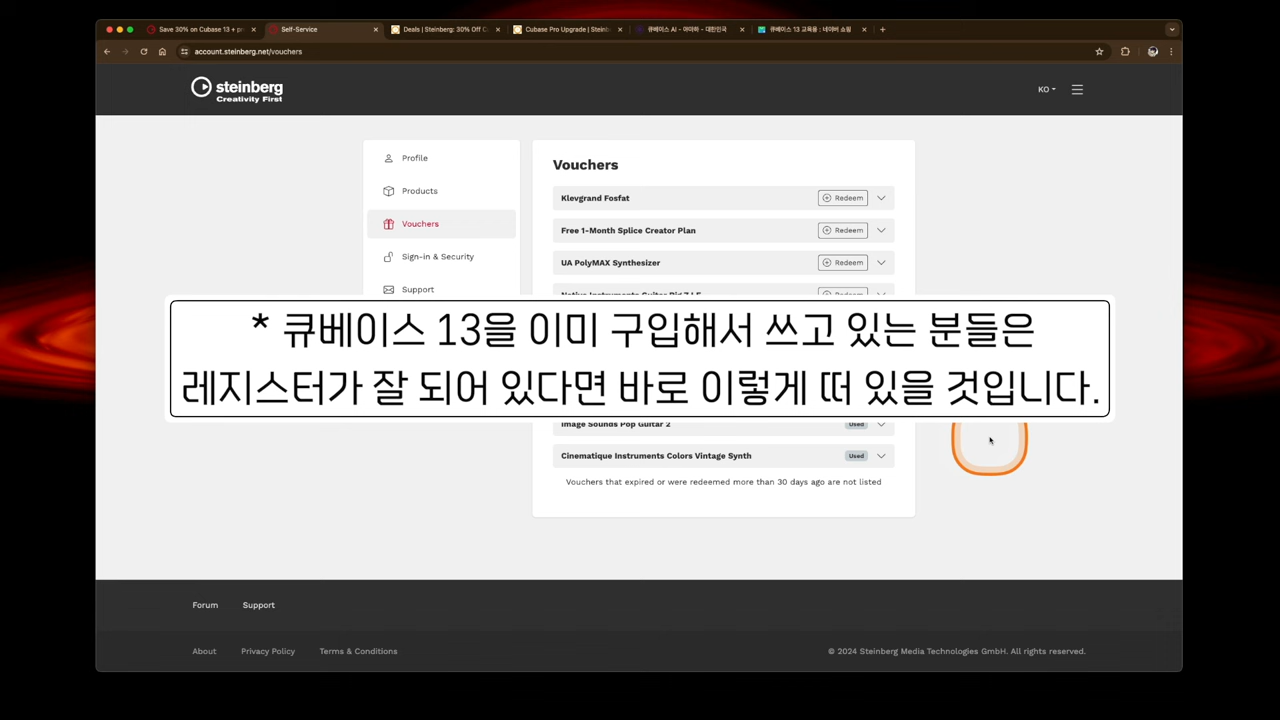 Save 30% on Cubase 13 + p
Self-Service
Deals | Steinberg: 30% Off C
Cubase Pro Upgrade | Steinb
큐베이스 AI - 야마하 - 대한민국
큐베이스 13 교육용 : 네이버 쇼핑
account.steinberg.net/vouchers
steinberg
Creativity First
KO
Profile
Products
Vouchers
Sign-in & Security
Support
Vouchers
Klevgrand Fosfat
Redeem
Free 1-Month Splice Creator Plan
Redeem
UA PolyMAX Synthesizer
Redeem
Native Instruments Guitar Rig 7 LE
Redeem
* 큐베이스 13을 이미 구입해서 쓰고 있는 분들은
레지스터가 잘 되어 있다면 바로 이렇게 떠 있을 것입니다.
Image Sounds Pop Guitar 2
Used
Cinematique Instruments Colors Vintage Synth
Used
Vouchers that expired or were redeemed more than 30 days ago are not listed
Forum
Support
About
Privacy Policy
Terms & Conditions
© 2024 Steinberg Media Technologies GmbH. All rights reserved.